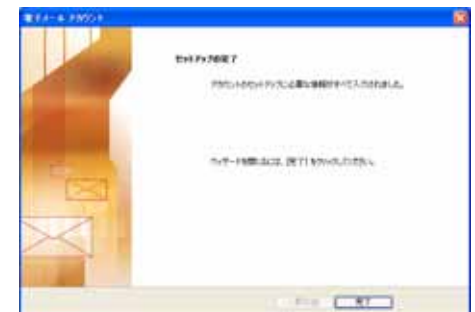 電子メール アカウント
セットアップの完了
アカウントのセットアップに必要な情報がすべて入力されました。
ウィザードを閉じるには、[完了] をクリックしてください。
完了